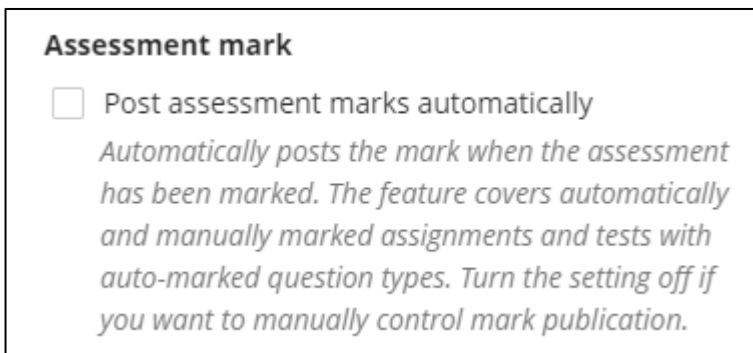 Assessment mark
Post assessment marks automatically
Automatically posts the mark when the assessment
has been marked. The feature covers automatically
and manually marked assignments and tests with
auto-marked question types. Turn the setting off if
you want to manually control mark publication.